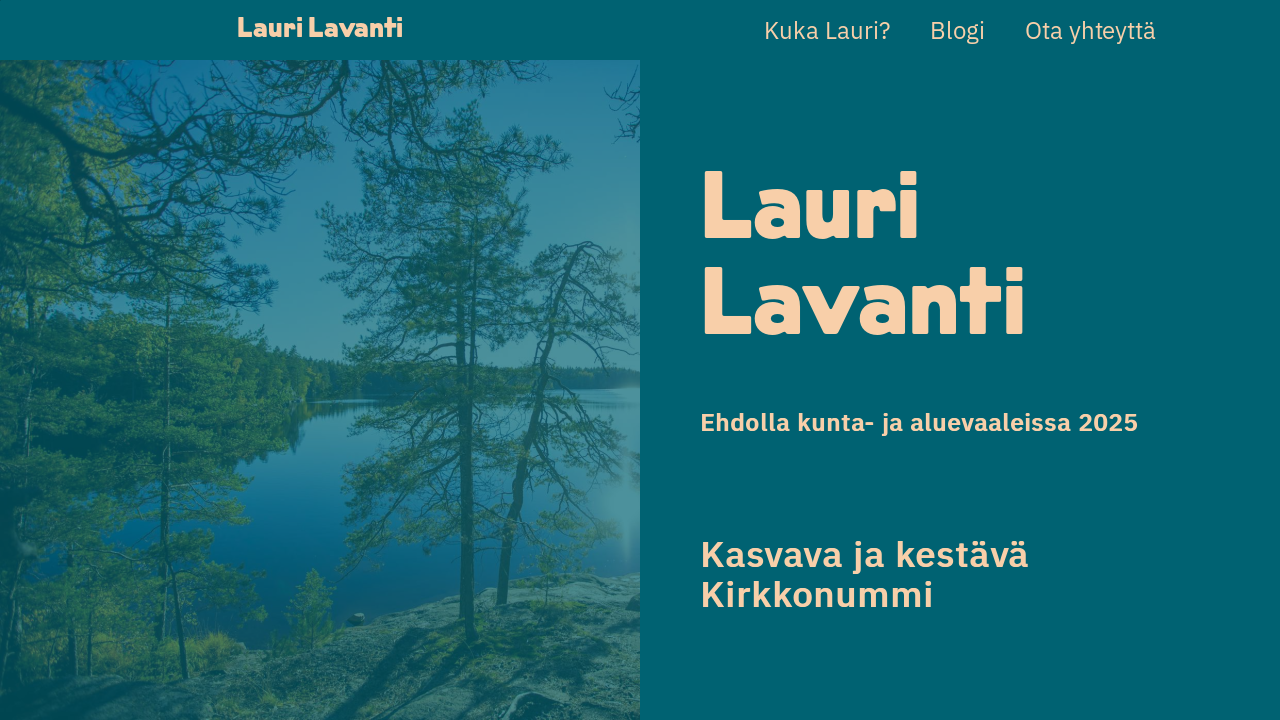 Lauri Lavanti
Kuka Lauri?
Blogi
Ota yhteyttä
Lauri
Lavanti
Ehdolla kunta- ja aluevaaleissa 2025
Kasvava ja kestävä
Kirkkonummi